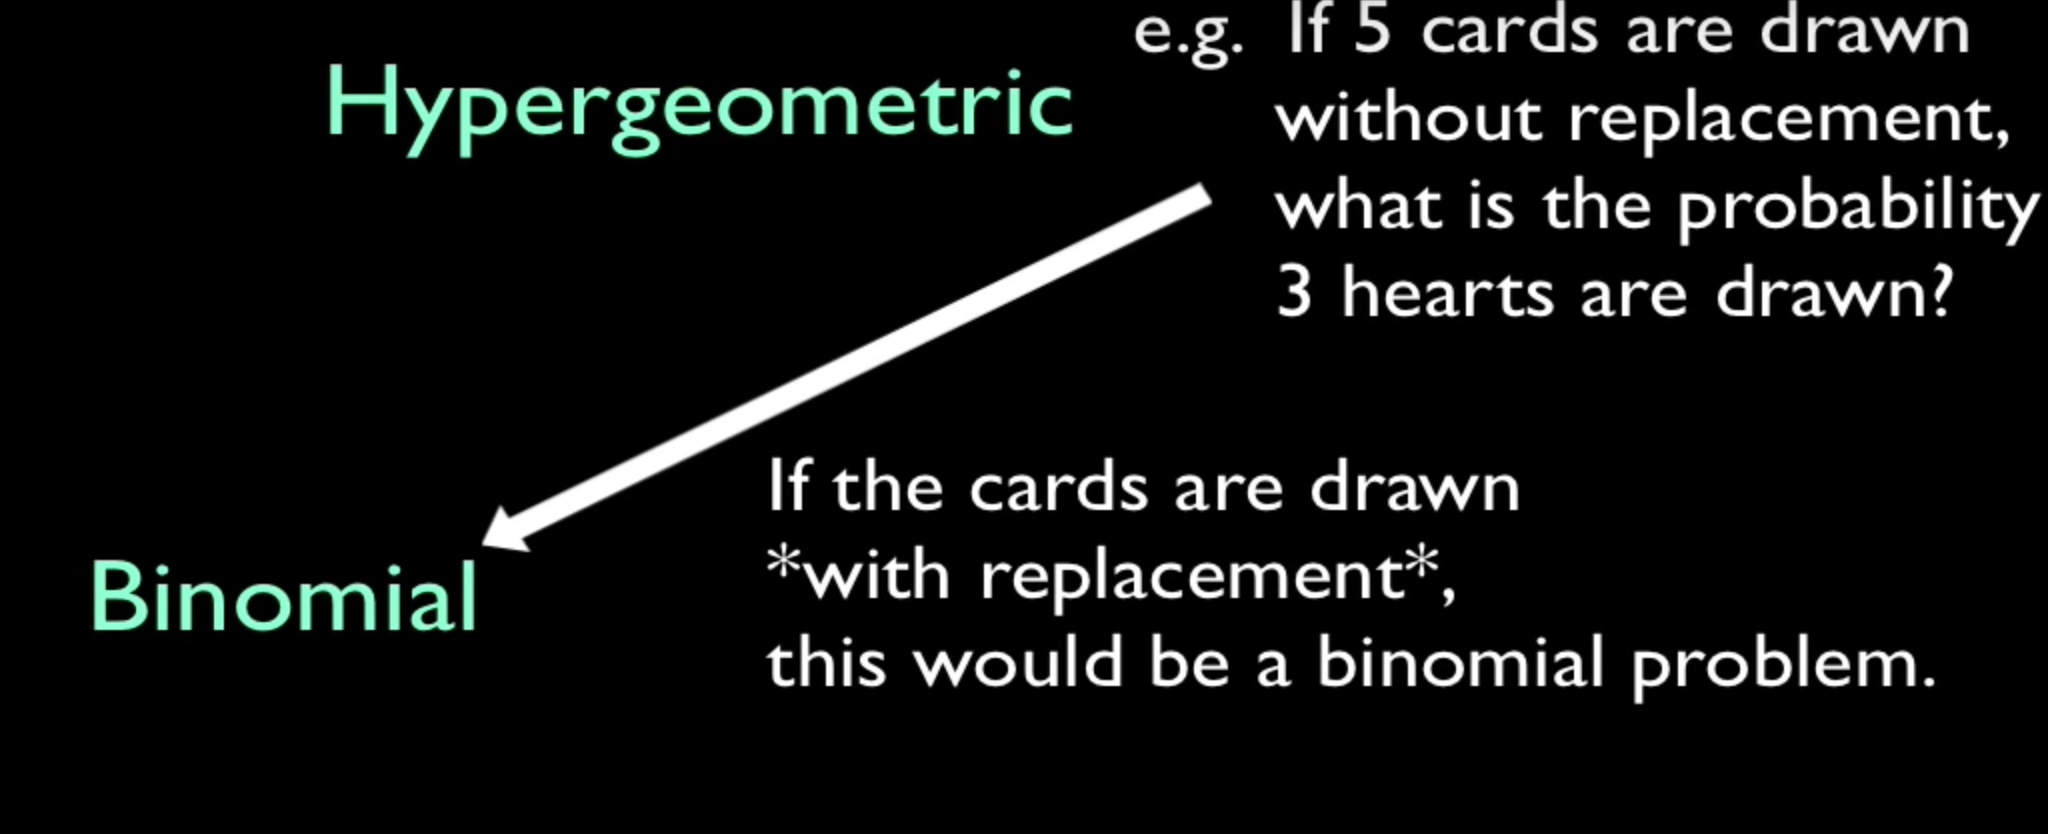 Hypergeometric
e.g. If 5 cards are drawn
without replacement,
what is the probability
3 hearts are drawn?
Binomial
If the cards are drawn
*with replacement*,
this would be a binomial problem.